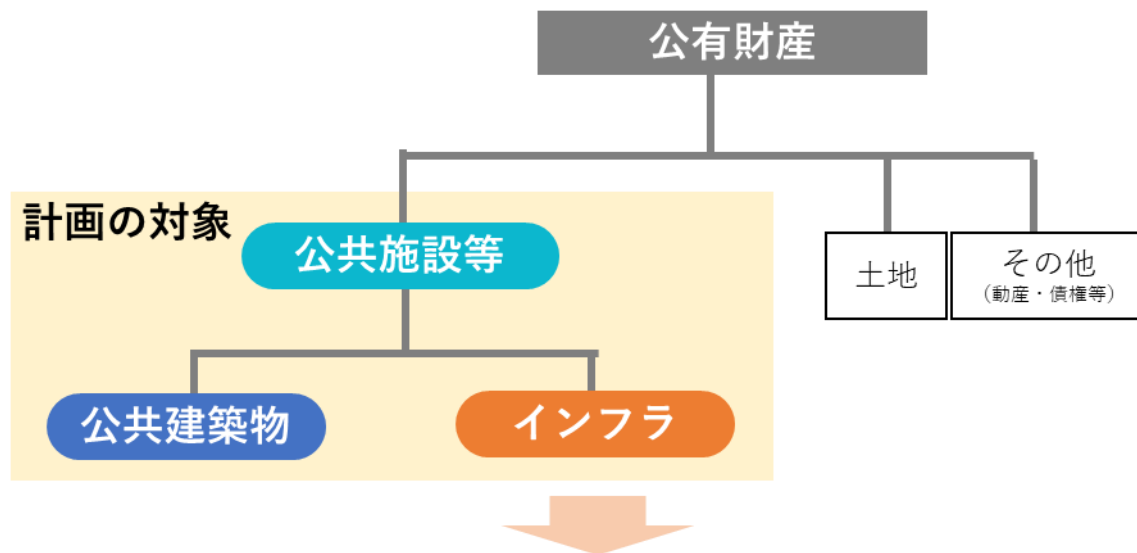 公有財産
計画の対象
公共施設等
土地
その他
（動産・債権等）
公共建築物
インフラ